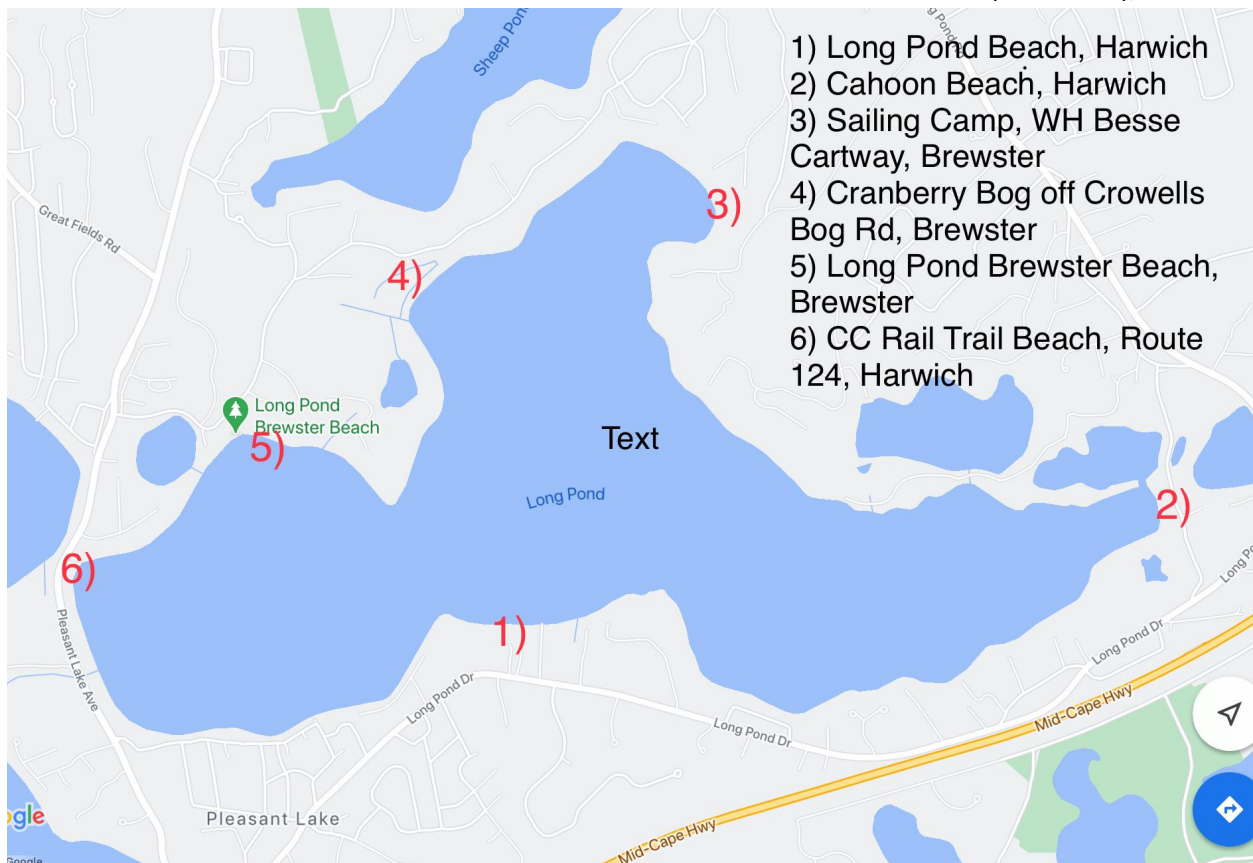 1) Long Pond Beach, Harwich
2) Cahoon Beach, Harwich
3) Sailing Camp, WH Besse
Cartway, Brewster
4) Cranberry Bog off Crowells
Bog Rd, Brewster
5) Long Pond Brewster Beach,
Brewster
6) CC Rail Trail Beach, Route
124, Harwich
Sheep Pond
Great Fields Rd
3)
4)
Long Pond
Brewster Beach
5)
Text
Long Pond
2)
6)
1)
Pleasant Lake Ave
Long Pond Dr
Long Pond Dr
Long Pond Dr
Long Po
Mid-Cape Hwy
Mid-Cape Hwy
Pleasant Lake
ogle
Google